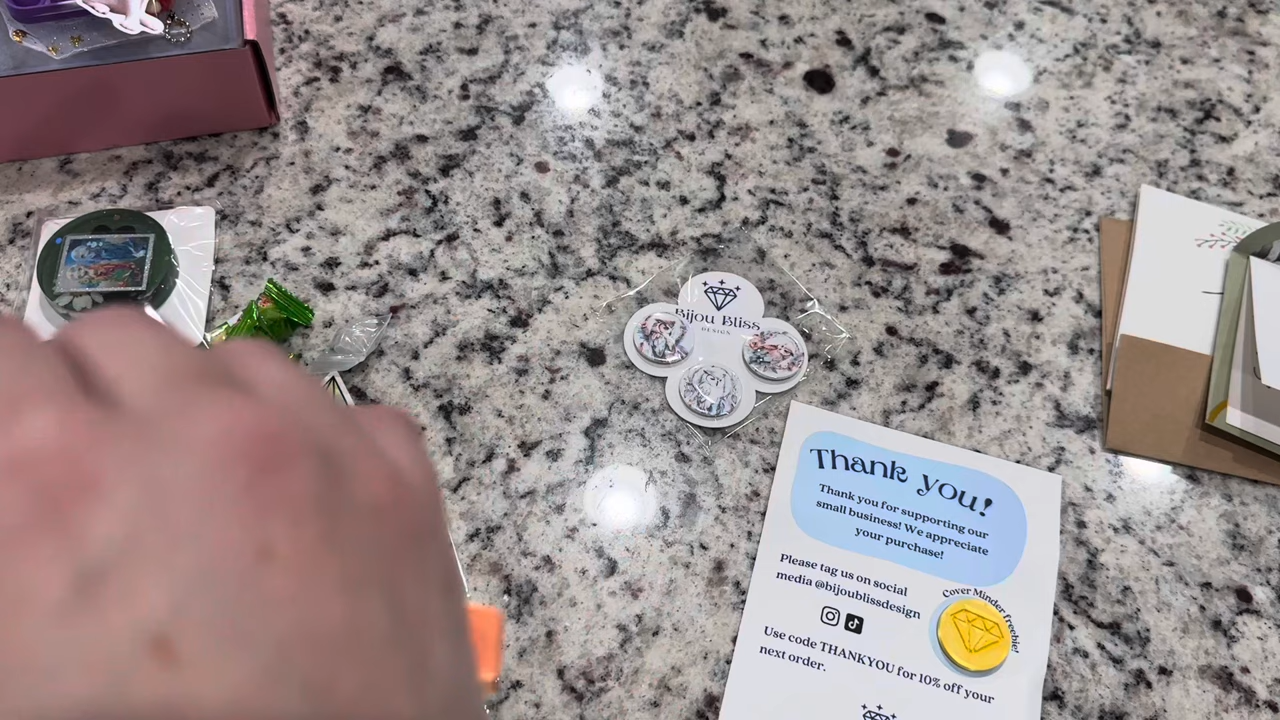 Bijou Bliss
DESIGN
Thank you!
Thank you for supporting our
small business! We appreciate
your purchase!
Please tag us on social
media @bijoublissdesign
Cover Minder freebie!
Use code THANKYOU for 10% off your
next order.